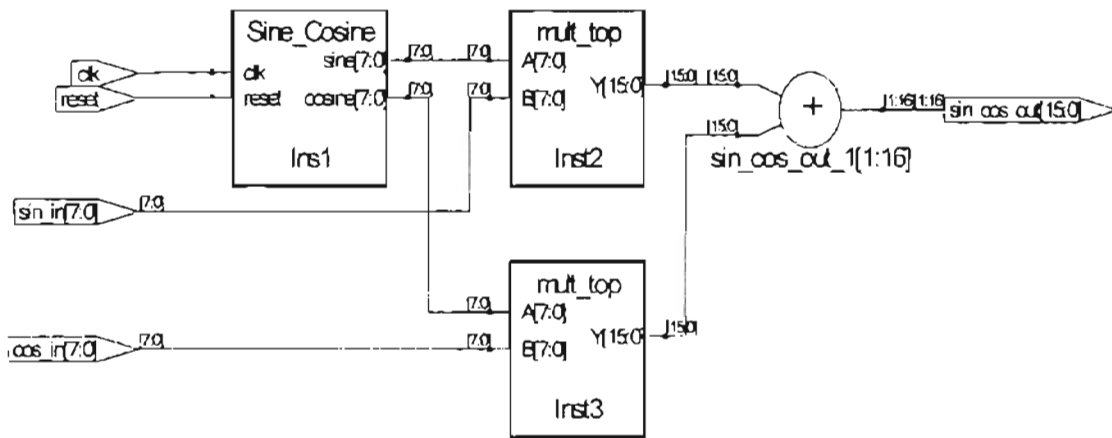 Sine_Cosine
mult_top
sine[7:0]
[7:0]
[7:0]
A[7:0]
clk
clk
Y[15:0]
[15:0]
[15:0]
reset
reset
cosine[7:0]
[7:0]
[7:0]
B[7:0]
+
[1:16]
[1:16]
sin_cos_out[15:0]
[15:0]
Ins1
Inst2
sin_cos_out_1[1:16]
sin_in[7:0]
[7:0]
mult_top
[7:0]
A[7:0]
Y[15:0]
[15:0]
cos_in[7:0]
[7:0]
[7:0]
B[7:0]
Inst3